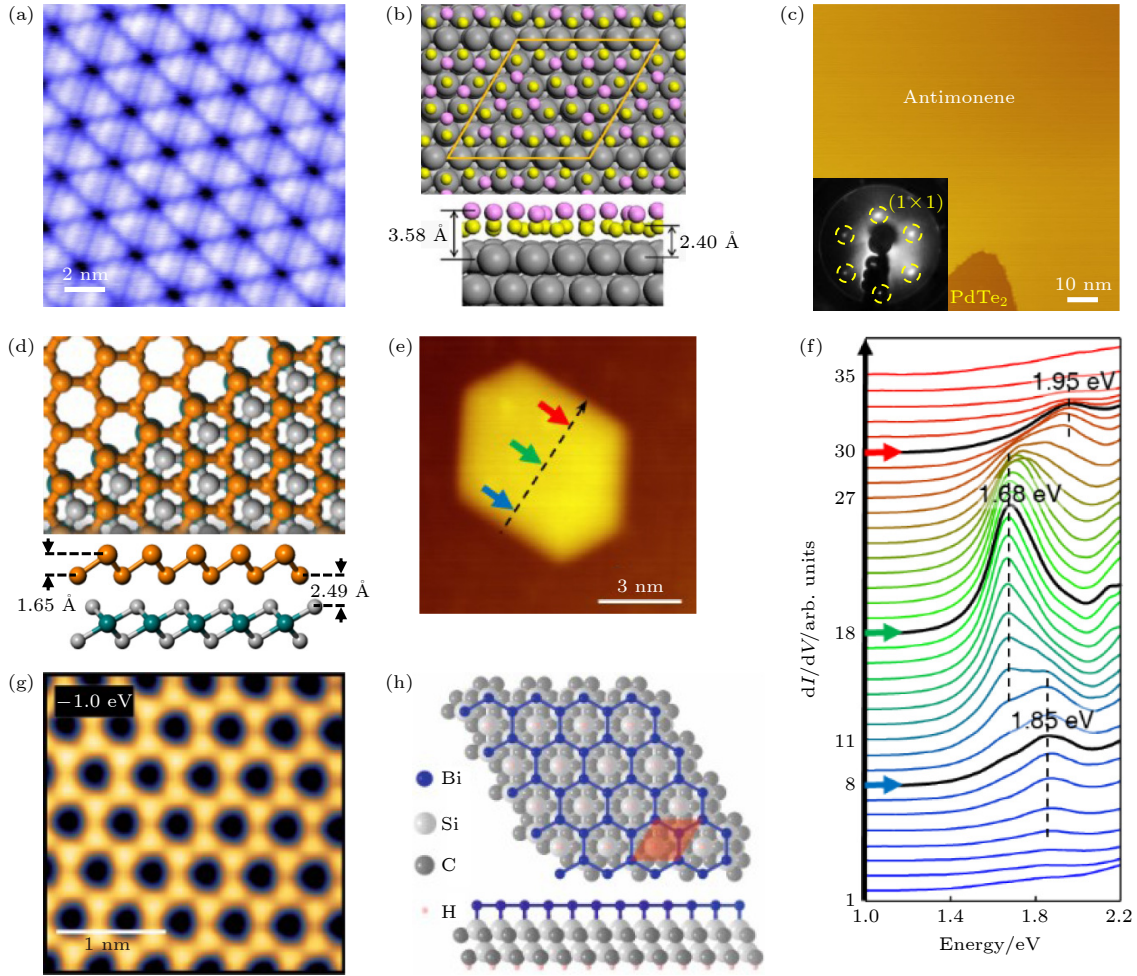 (a)
2 nm
(b)
3.58 Å
2.40 Å
(c)
Antimonene
(1×1)
PdTe₂
10 nm
(d)
1.65 Å
2.49 Å
(e)
3 nm
(f)
35
30
27
18
11
8
1
1.95 eV
1.68 eV
1.85 eV
dI/dV/arb. units
1.0
1.4
1.8
2.2
Energy/eV
(g)
−1.0 eV
1 nm
(h)
Bi
Si
C
H